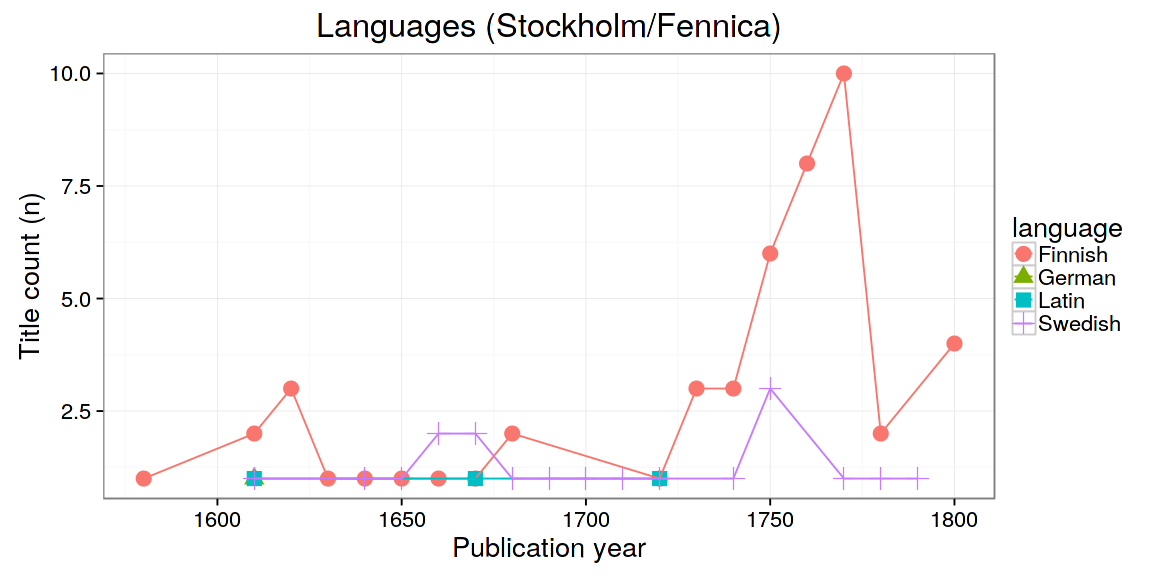 Languages (Stockholm/Fennica)
10.0
7.5
5.0
2.5
Title count (n)
1600 1650 1700 1750 1800
Publication year
language
Finnish
German
Latin
Swedish